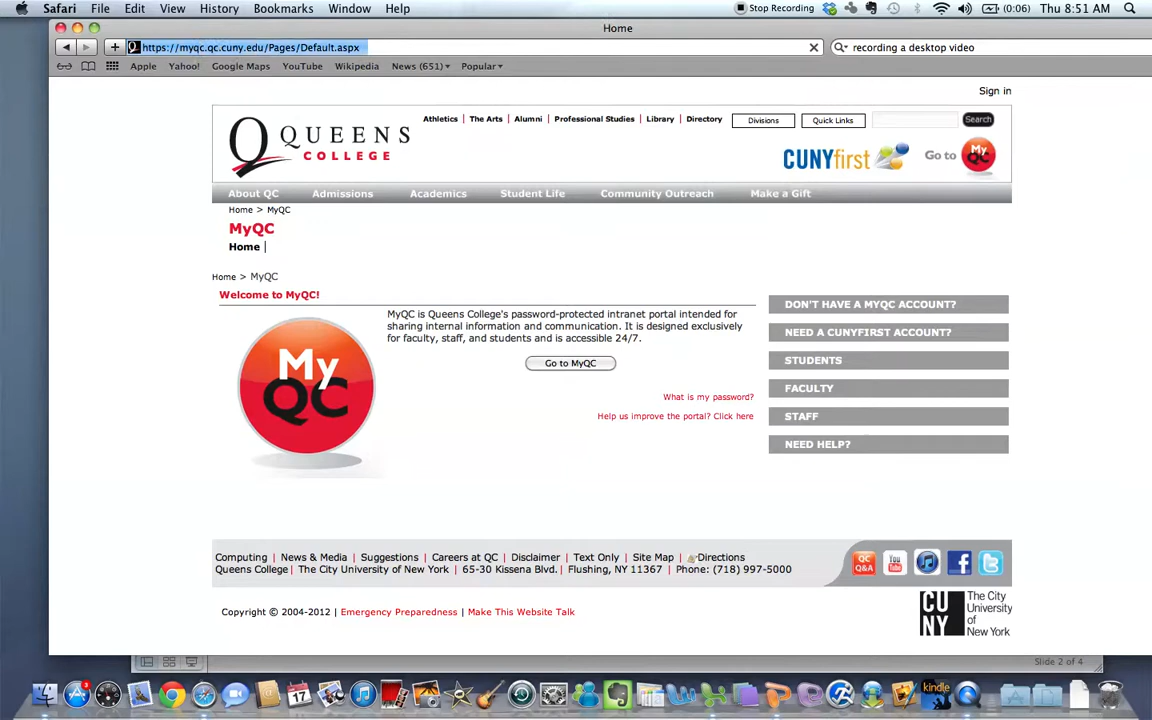 Safari File Edit View History Bookmarks Window Help Stop Recording (0:06) Thu 8:51 AM
Home
https://myqc.qc.cuny.edu/Pages/Default.aspx recording a desktop video
Apple Yahoo! Google Maps YouTube Wikipedia News (651) Popular
Sign in
Athletics | The Arts | Alumni | Professional Studies | Library | Directory Divisions Quick Links Search
QUEENS
COLLEGE
CUNYfirst Go to My QC
About QC Admissions Academics Student Life Community Outreach Make a Gift
Home > MyQC
MyQC
Home |
Home > MyQC
Welcome to MyQC!
My
QC
MyQC is Queens College's password-protected intranet portal intended for
sharing internal information and communication. It is designed exclusively
for faculty, staff, and students and is accessible 24/7.
Go to MyQC
What is my password?
Help us improve the portal? Click here
DON'T HAVE A MYQC ACCOUNT?
NEED A CUNYFIRST ACCOUNT?
STUDENTS
FACULTY
STAFF
NEED HELP?
Computing | News & Media | Suggestions | Careers at QC | Disclaimer | Text Only | Site Map | Directions
Queens College | The City University of New York | 65-30 Kissena Blvd. | Flushing, NY 11367 | Phone: (718) 997-5000
QC
Q&A
You
Tube
Copyright © 2004-2012 | Emergency Preparedness | Make This Website Talk
CU
NY
The City
University
of
New York
Slide 2 of 4
3
17
kindle